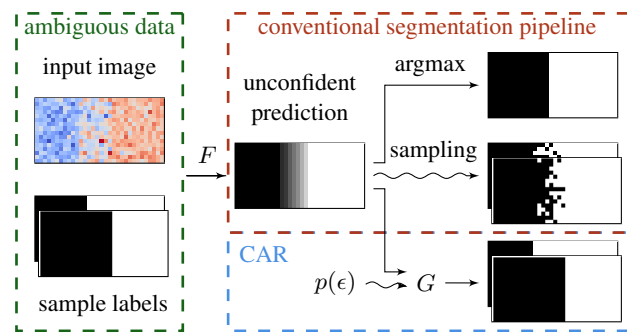 ambiguous data
input image
sample labels
F
conventional segmentation pipeline
unconfident
prediction
argmax
sampling
CAR
p(ϵ)
G